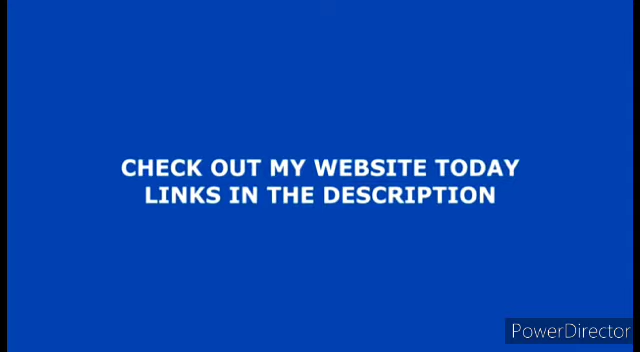 CHECK OUT MY WEBSITE TODAY
LINKS IN THE DESCRIPTION
PowerDirector